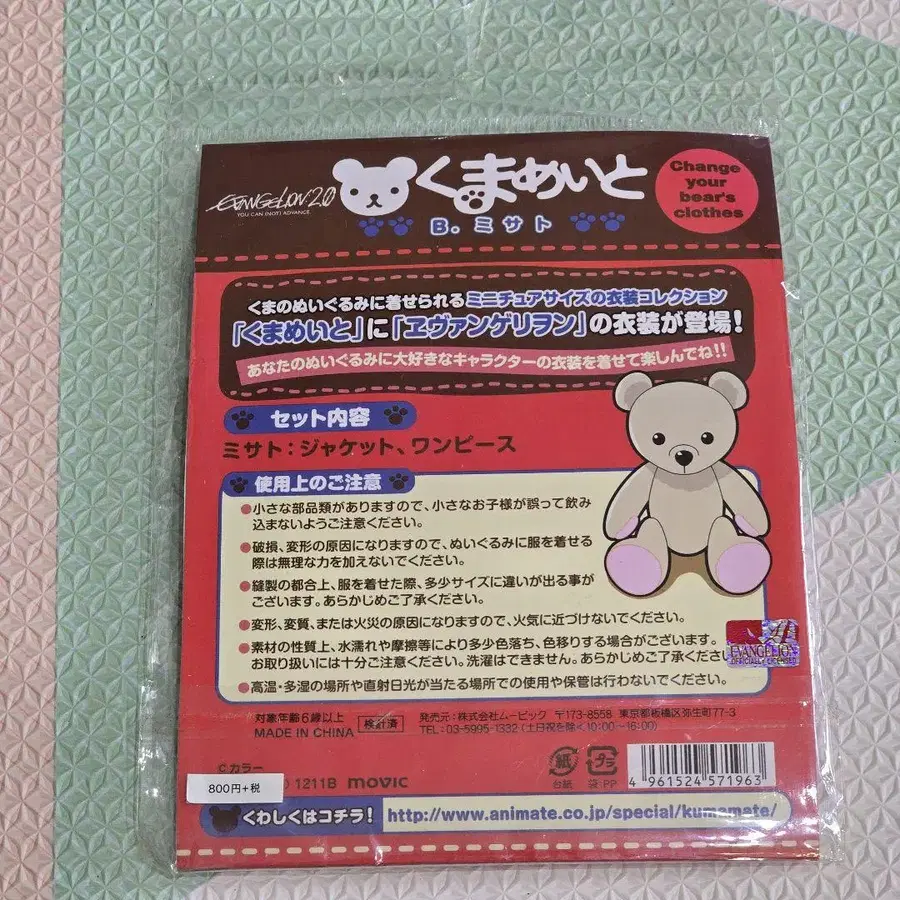 EVANGELION:2.0
YOU CAN (NOT) ADVANCE.
くまめいと
B. ミサト
Change
your
bear's
clothes
くまのぬいぐるみに着せられるミニチュアサイズの衣装コレクション
「くまめいと」に「ヱヴァンゲリヲン」の衣装が登場!
あなたのぬいぐるみに大好きなキャラクターの衣装を着せて楽しんでね!!
セット内容
ミサト:ジャケット、ワンピース
使用上のご注意
●小さな部品類がありますので、小さなお子様が誤って飲み
込まないようご注意ください。
●破損、変形の原因になりますので、ぬいぐるみに服を着せる
際は無理な力を加えないでください。
●縫製の都合上、服を着せた際、多少サイズに違いが出る事が
ございます。あらかじめご了承ください。
●変形、変質、または火災の原因になりますので、火気に近づけないでください。
●素材の性質上、水濡れや摩擦等により多少色落ち、色移りする場合がございます。
お取り扱いには十分ご注意ください。洗濯はできません。あらかじめご了承くださ
●高温・多湿の場所や直射日光が当たる場所での使用や保管は行わないでください。
EVANGELION
OFFICIALLY LICENSED
対象年齢6歳以上
MADE IN CHINA
検針済
発売元:株式会社ムービック 〒173-8558 東京都板橋区弥生町77-3
TEL:03-5995-1332 (土日祝を除く10:00〜16:00)
紙
台紙
プラ
袋:PP
4 961524 571963
©カラー
1211B movic
800円+税
くわしくはコチラ!
http://www.animate.co.jp/special/kumamate/